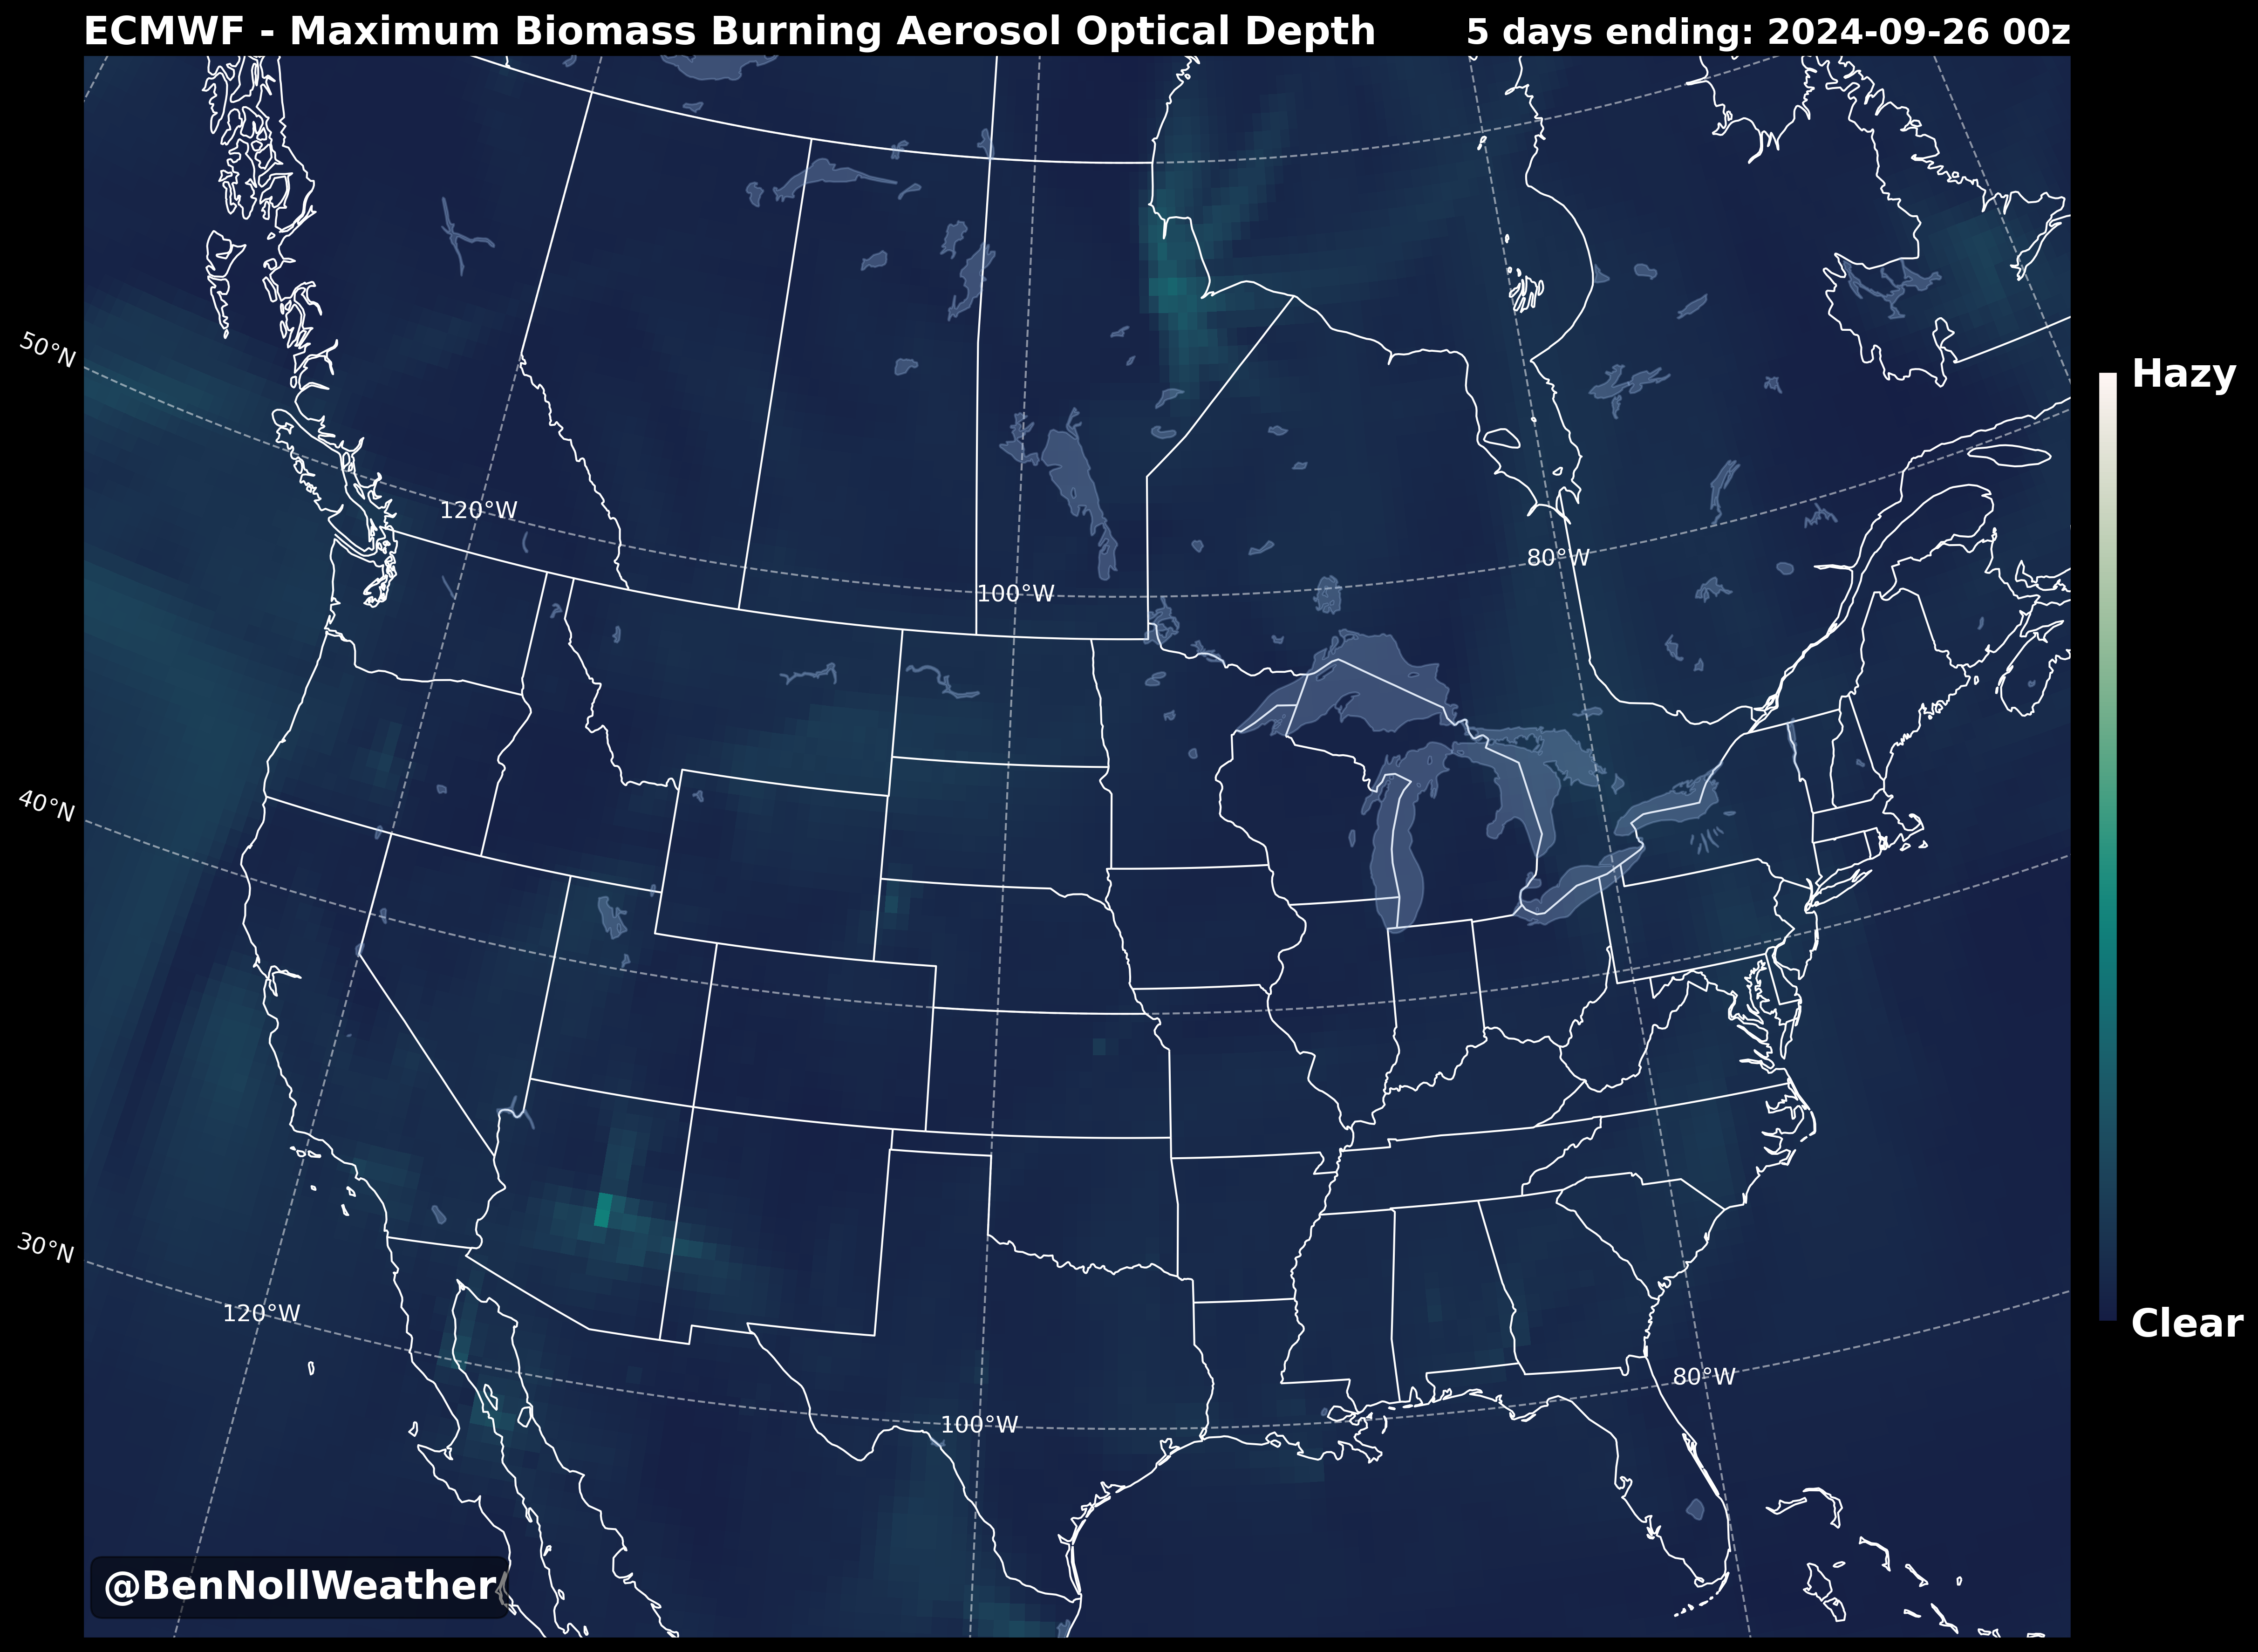 ECMWF - Maximum Biomass Burning Aerosol Optical Depth
5 days ending: 2024-09-26 00z
50°N
Hazy
120°W
80°W
100°W
40°N
30°N
120°W
Clear
80°W
100°W
@BenNollWeather